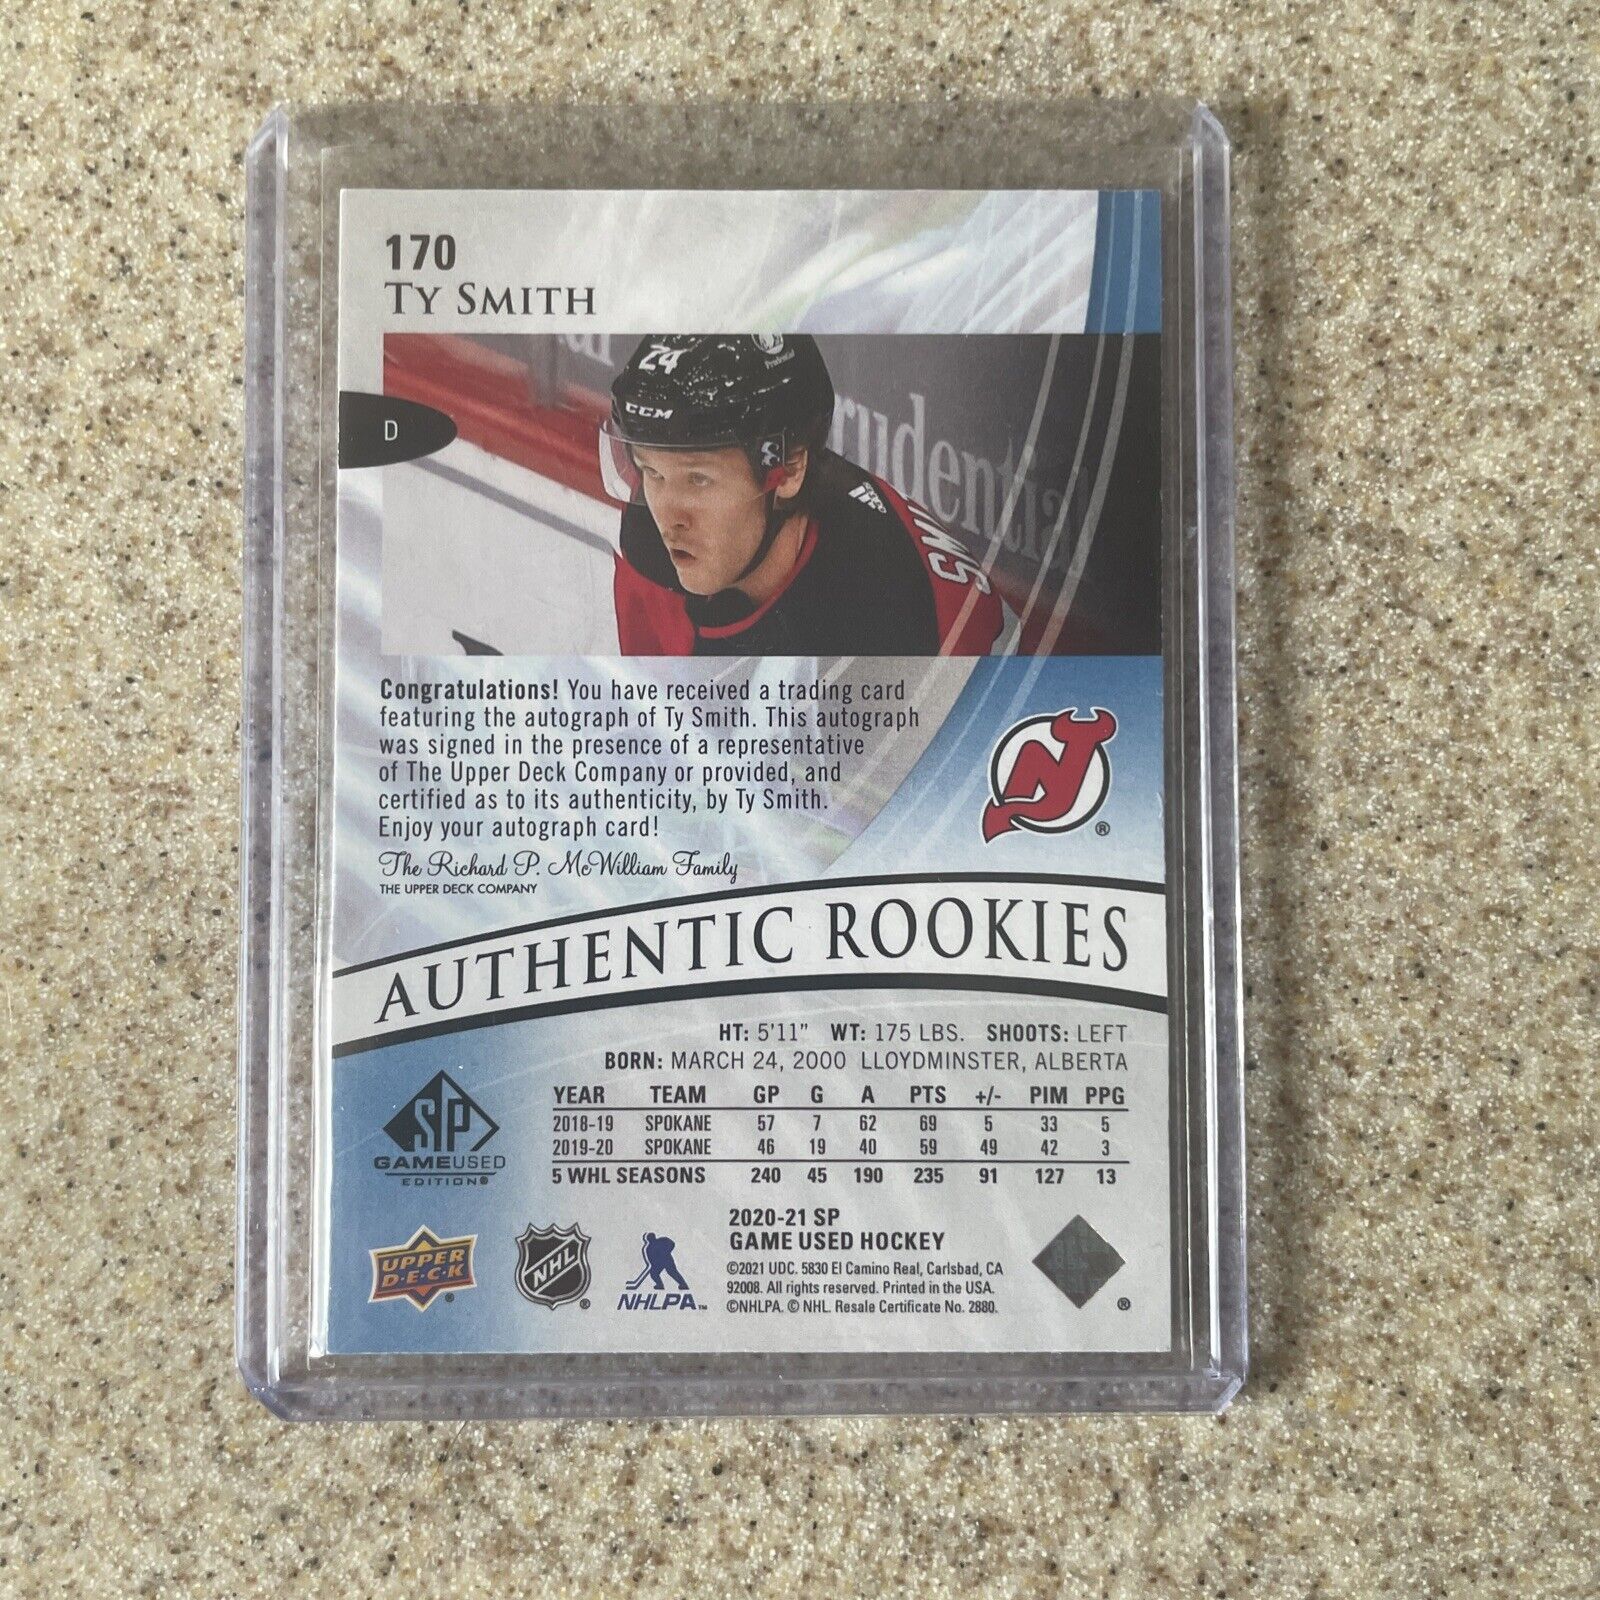 170
TY SMITH
24
Prudential
CCM
D
rudential
SMI
Congratulations! You have received a trading card
featuring the autograph of Ty Smith. This autograph
was signed in the presence of a representative
of The Upper Deck Company or provided, and
certified as to its authenticity, by Ty Smith.
Enjoy your autograph card!
The Richard P. McWilliam Family
THE UPPER DECK COMPANY
NJ ®
AUTHENTIC ROOKIES
HT: 5'11" WT: 175 LBS. SHOOTS: LEFT
BORN: MARCH 24, 2000 LLOYDMINSTER, ALBERTA
YEAR TEAM GP G A PTS +/- PIM PPG
2018-19 SPOKANE 57 7 62 69 5 33 5
2019-20 SPOKANE 46 19 40 59 49 42 3
5 WHL SEASONS 240 45 190 235 91 127 13
SP
GAMEUSED
EDITION®
2020-21 SP
GAME USED HOCKEY
©2021 UDC. 5830 El Camino Real, Carlsbad, CA
92008. All rights reserved. Printed in the USA.
©NHLPA. © NHL. Resale Certificate No. 2880.
UPPER
D·E·C·K ®
NHL ®
NHLPA™
®